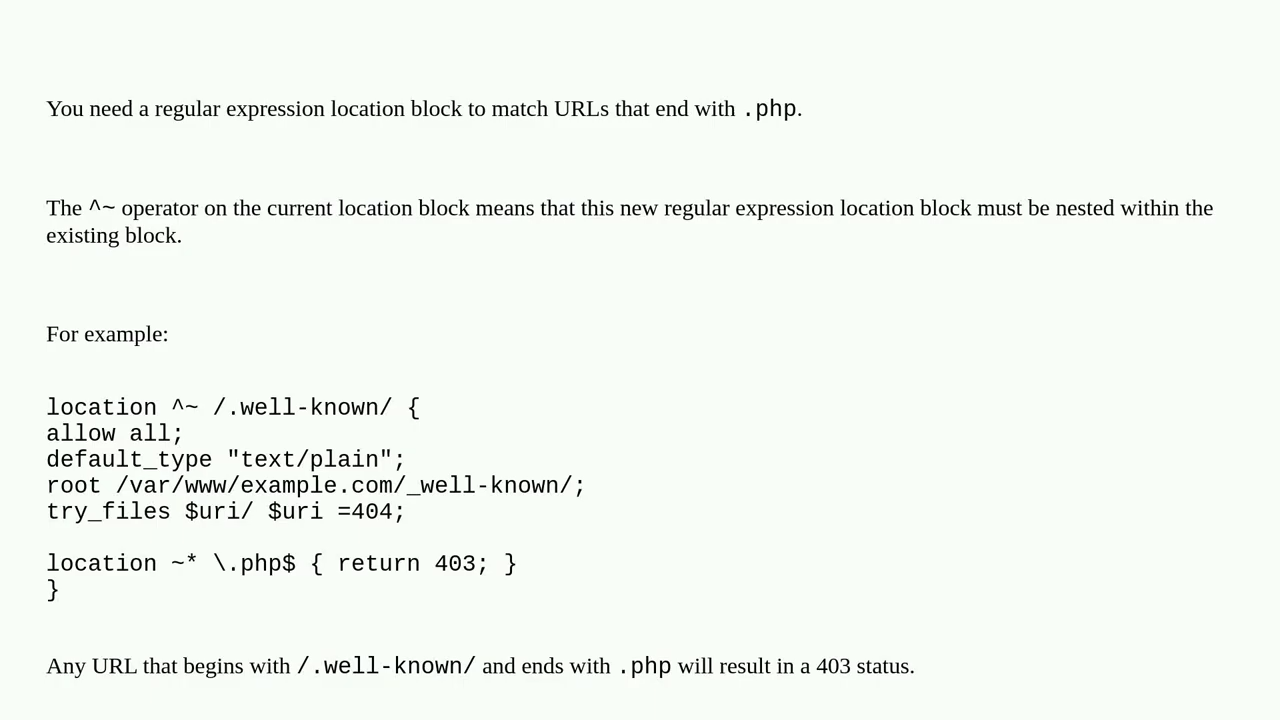 You need a regular expression location block to match URLs that end with .php.
The ^~ operator on the current location block means that this new regular expression location block must be nested within the
existing block.
For example:
location ^~ /.well-known/ {
allow all;
default_type "text/plain";
root /var/www/example.com/_well-known/;
try_files $uri/ $uri =404;
location ~* \.php$ { return 403; }
}
Any URL that begins with /.well-known/ and ends with .php will result in a 403 status.